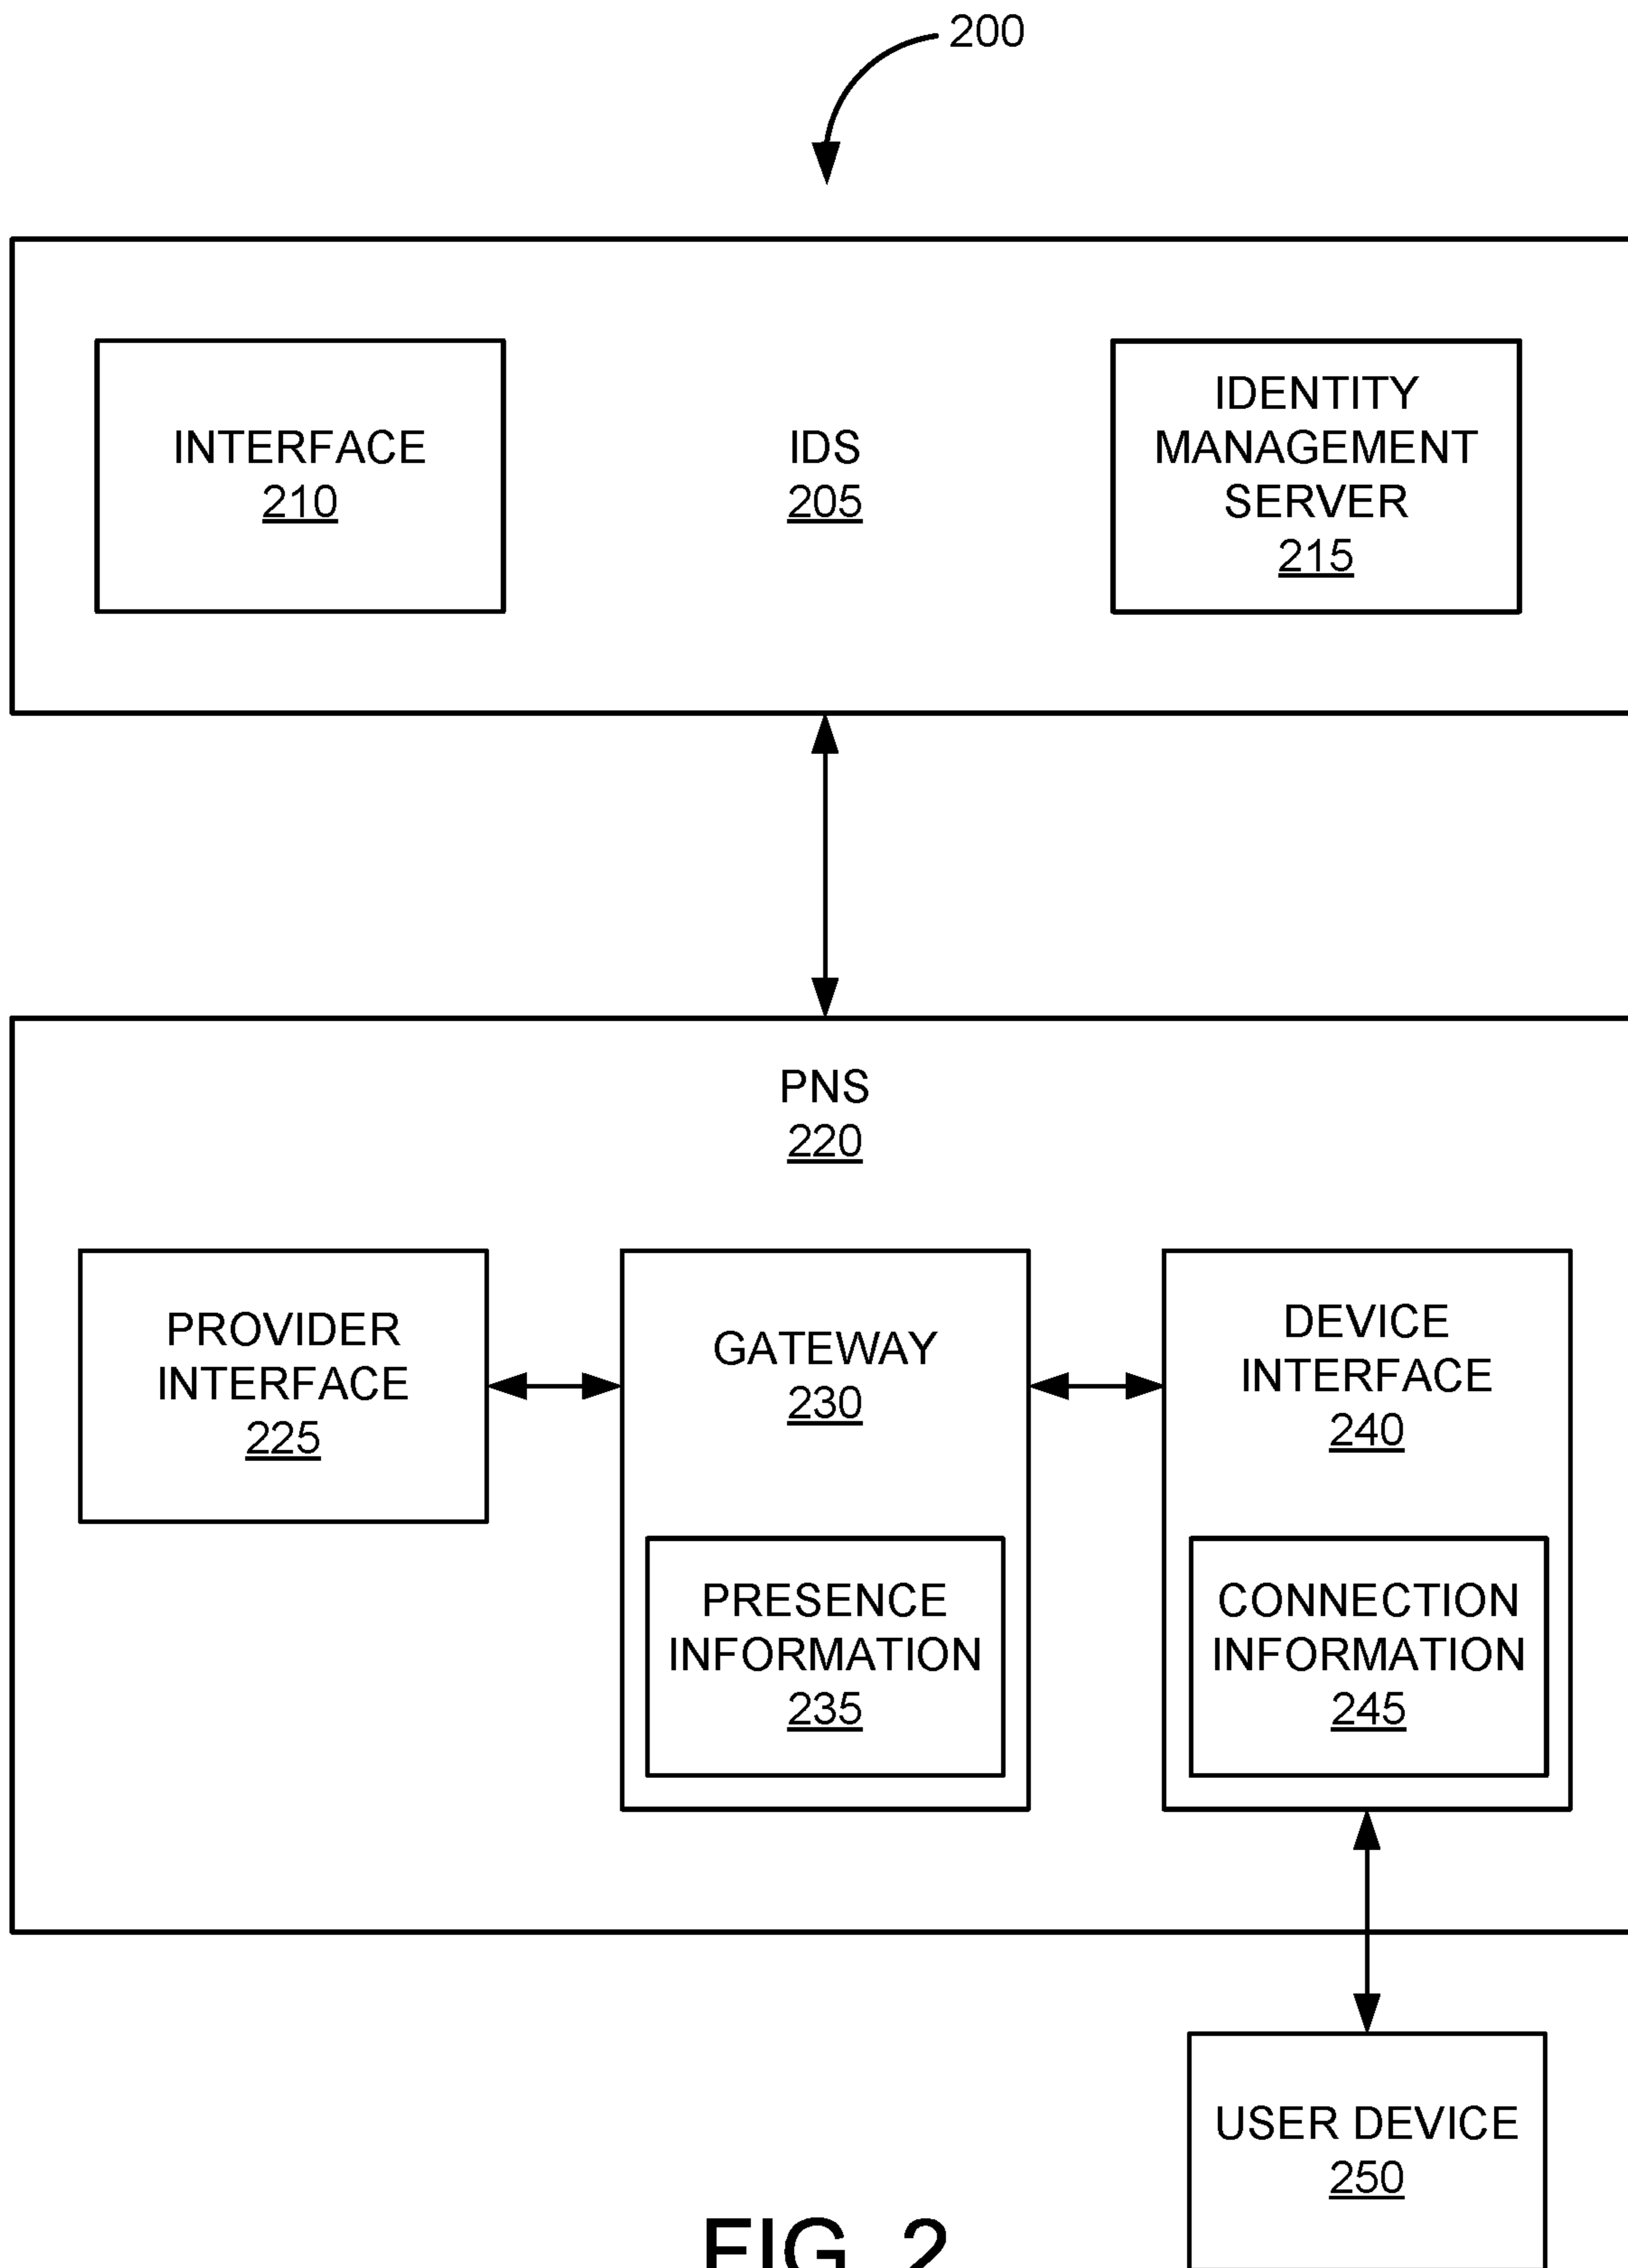 200
INTERFACE
210
IDS
205
IDENTITY
MANAGEMENT
SERVER
215
PNS
220
PROVIDER
INTERFACE
225
GATEWAY
230
PRESENCE
INFORMATION
235
DEVICE
INTERFACE
240
CONNECTION
INFORMATION
245
USER DEVICE
250
FIG. 2